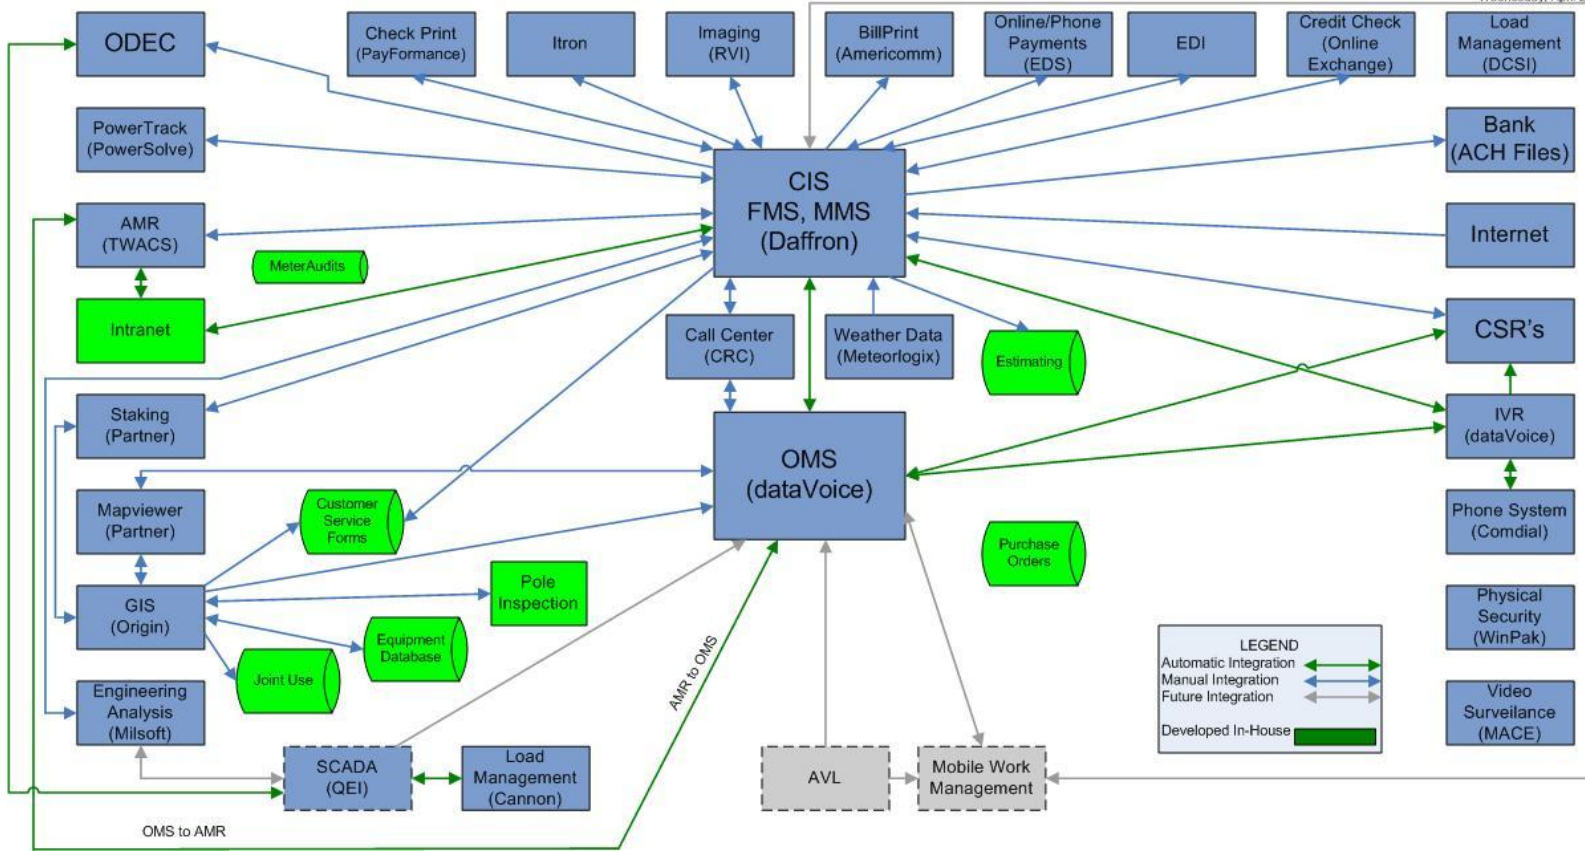 Wednesday, April
ODEC
Check Print
(PayFormance)
Itron
Imaging
(RVI)
BillPrint
(Americomm)
Online/Phone
Payments
(EDS)
EDI
Credit Check
(Online
Exchange)
Load
Management
(DCSI)
PowerTrack
(PowerSolve)
Bank
(ACH Files)
CIS
FMS, MMS
(Daffron)
AMR
(TWACS)
MeterAudits
Internet
Intranet
Call Center
(CRC)
Weather Data
(Meteorlogix)
Estimating
CSR's
Staking
(Partner)
OMS
(dataVoice)
IVR
(dataVoice)
Mapviewer
(Partner)
Customer
Service
Forms
Purchase
Orders
Phone System
(Comdial)
GIS
(Origin)
Pole
Inspection
Equipment
Database
Joint Use
AMR to OMS
Physical
Security
(WinPak)
LEGEND
Automatic Integration
Manual Integration
Future Integration
Developed In-House
Engineering
Analysis
(Milsoft)
Video
Surveilance
(MACE)
SCADA
(QEI)
Load
Management
(Cannon)
AVL
Mobile Work
Management
OMS to AMR